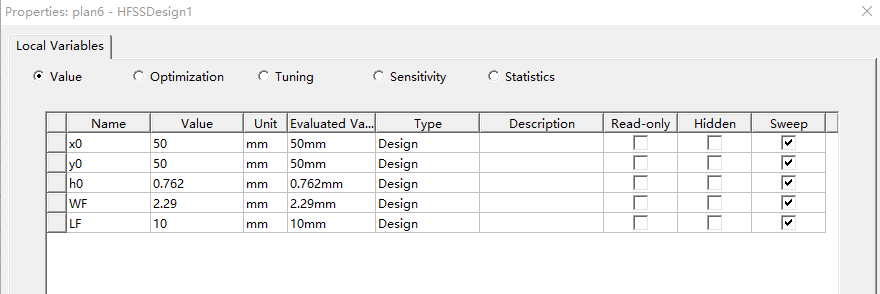 Properties: plan6 - HFSSDesign1
Local Variables
Value Optimization Tuning Sensitivity Statistics
Name Value Unit Evaluated Va... Type Description Read-only Hidden Sweep
x0 50 mm 50mm Design
y0 50 mm 50mm Design
h0 0.762 mm 0.762mm Design
WF 2.29 mm 2.29mm Design
LF 10 mm 10mm Design